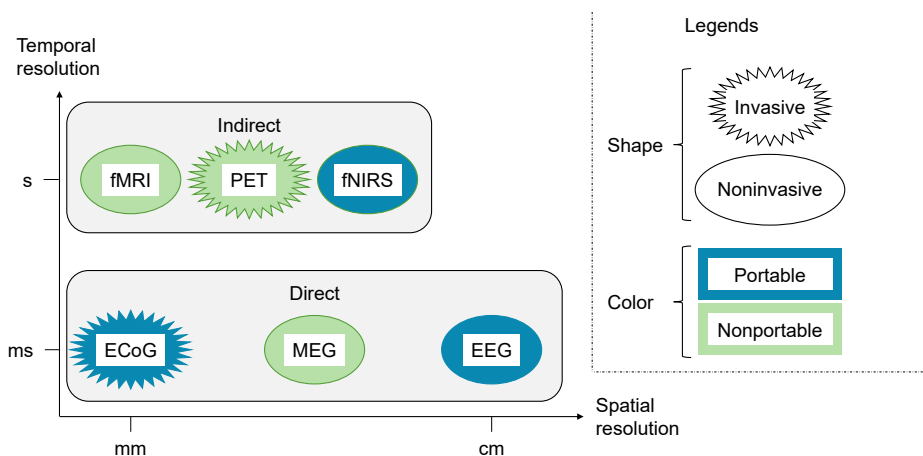 Temporal
resolution
Indirect
s
fMRI
PET
fNIRS
Direct
ms
ECoG
MEG
EEG
mm
cm
Spatial
resolution
Legends
Shape
Invasive
Noninvasive
Color
Portable
Nonportable